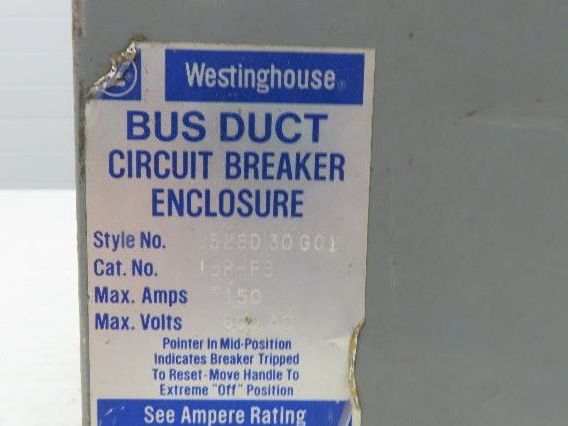 Westinghouse
BUS DUCT
CIRCUIT BREAKER
ENCLOSURE
Style No.
Cat. No.
Max. Amps 150
Max. Volts
Pointer In Mid-Position
Indicates Breaker Tripped
To Reset-Move Handle To
Extreme "Off" Position
See Ampere Rating